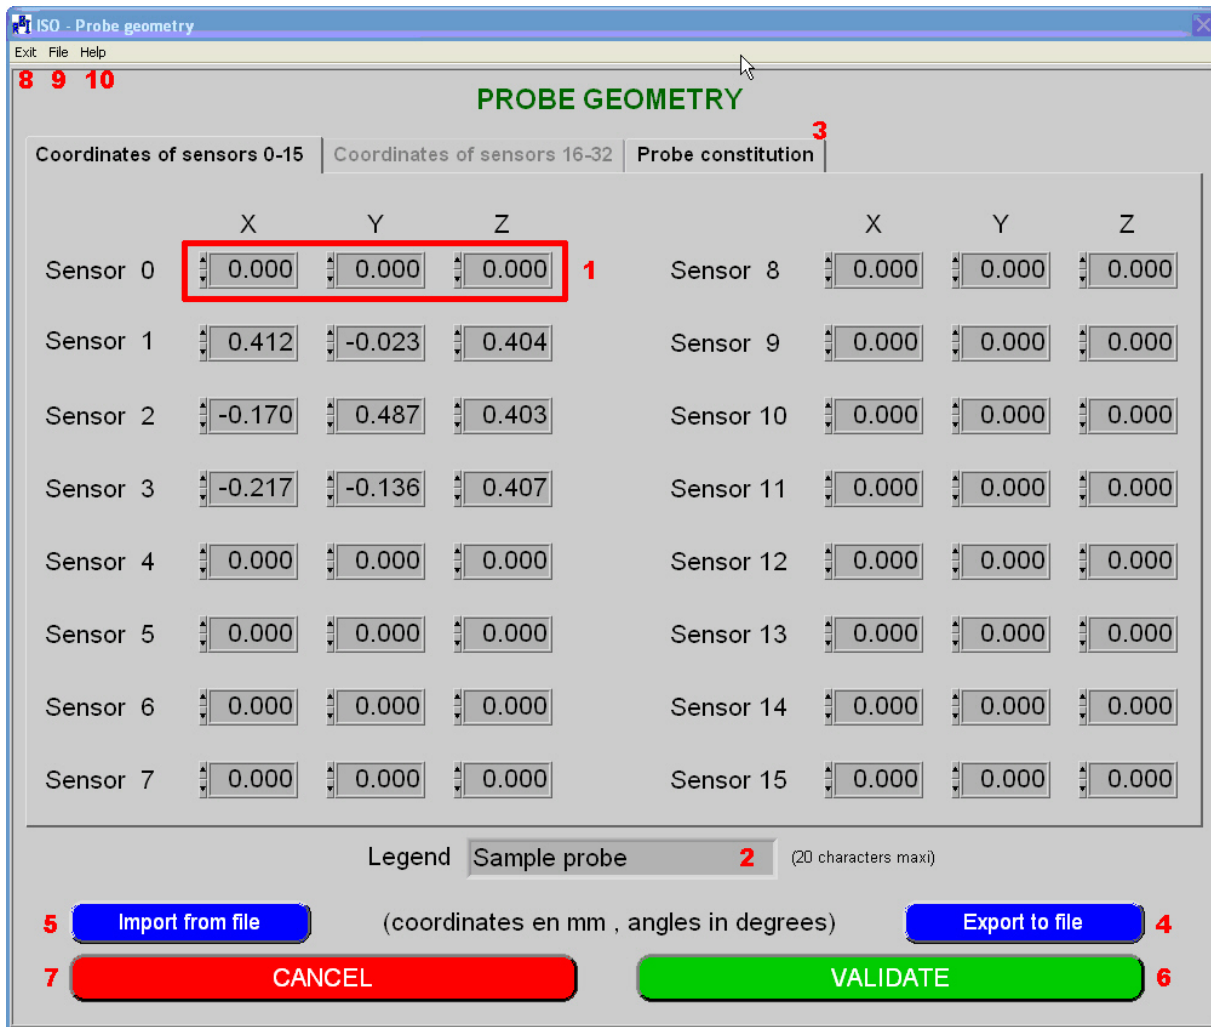 RBI ISO - Probe geometry
Exit File Help
8 9 10
PROBE GEOMETRY
3
Coordinates of sensors 0-15 Coordinates of sensors 16-32 Probe constitution
X Y Z X Y Z
Sensor 0 0.000 0.000 0.000 1 Sensor 8 0.000 0.000 0.000
Sensor 1 0.412 -0.023 0.404 Sensor 9 0.000 0.000 0.000
Sensor 2 -0.170 0.487 0.403 Sensor 10 0.000 0.000 0.000
Sensor 3 -0.217 -0.136 0.407 Sensor 11 0.000 0.000 0.000
Sensor 4 0.000 0.000 0.000 Sensor 12 0.000 0.000 0.000
Sensor 5 0.000 0.000 0.000 Sensor 13 0.000 0.000 0.000
Sensor 6 0.000 0.000 0.000 Sensor 14 0.000 0.000 0.000
Sensor 7 0.000 0.000 0.000 Sensor 15 0.000 0.000 0.000
Legend Sample probe 2 (20 characters maxi)
5 Import from file (coordinates en mm , angles in degrees) Export to file 4
7 CANCEL VALIDATE 6